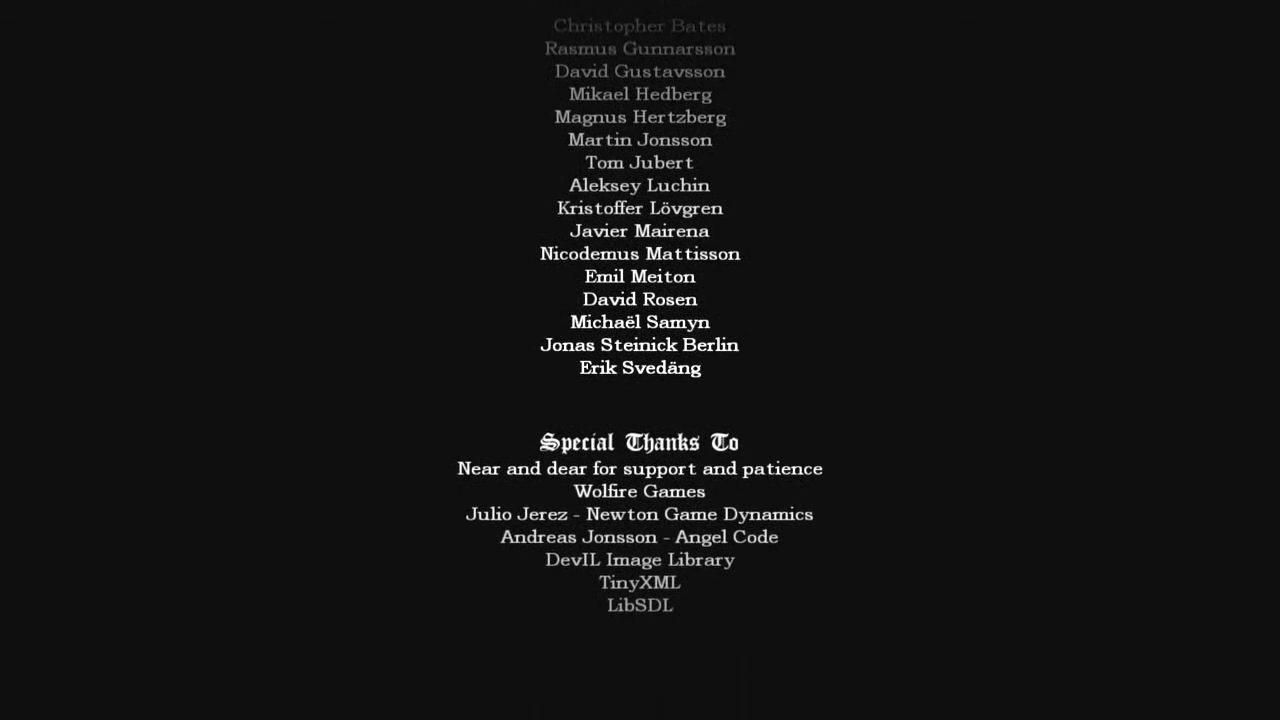 Christopher Bates
Rasmus Gunnarsson
David Gustavsson
Mikael Hedberg
Magnus Hertzberg
Martin Jonsson
Tom Jubert
Aleksey Luchin
Kristoffer Lövgren
Javier Mairena
Nicodemus Mattisson
Emil Meiton
David Rosen
Michaël Samyn
Jonas Steinick Berlin
Erik Svedäng
Special Thanks To
Near and dear for support and patience
Wolfire Games
Julio Jerez - Newton Game Dynamics
Andreas Jonsson - Angel Code
DevIL Image Library
TinyXML
LibSDL